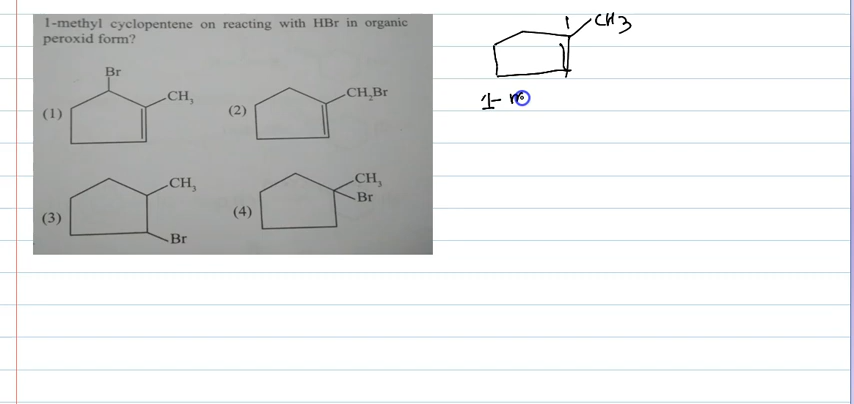 1-methyl cyclopentene on reacting with HBr in organic
peroxid form?
Br
(1)
CH3
(2)
CH2Br
(3)
CH3
Br
(4)
CH3
Br
1
CH3
1-